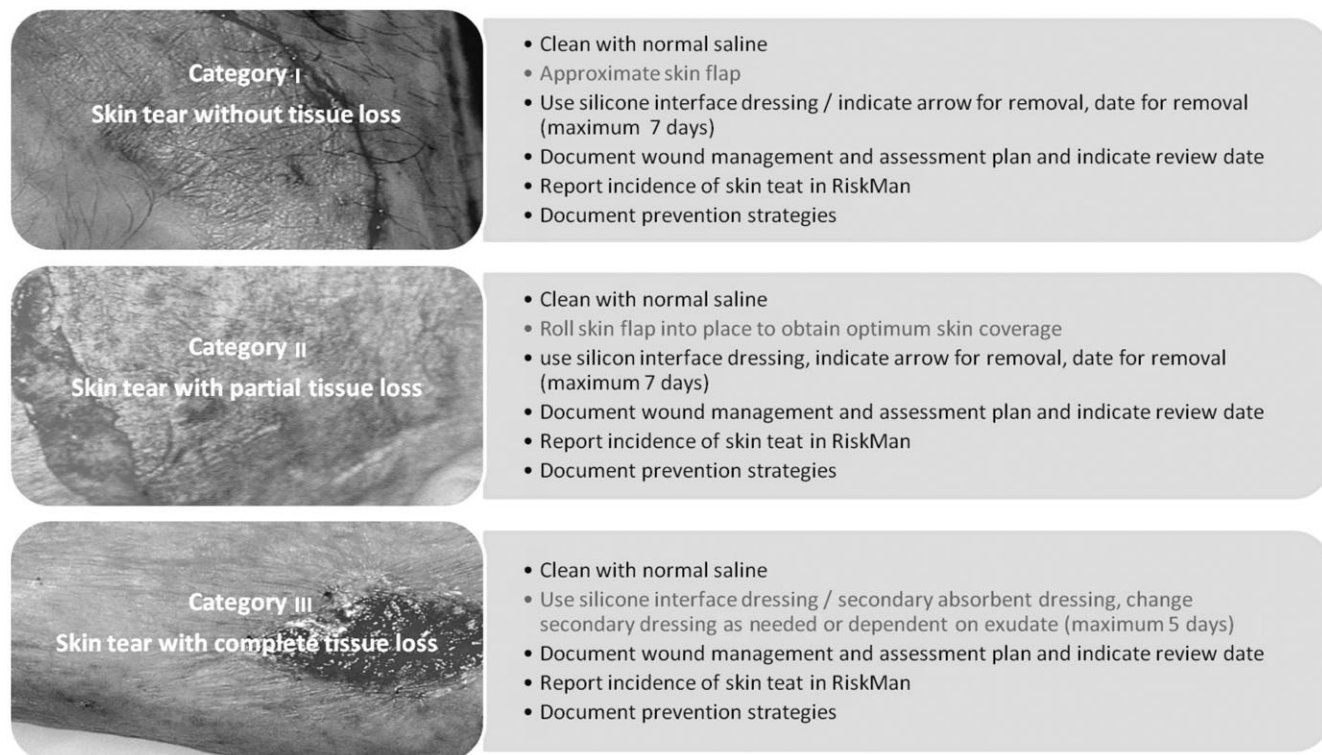 Category I
Skin tear without tissue loss
• Clean with normal saline
• Approximate skin flap
• Use silicone interface dressing / indicate arrow for removal, date for removal
(maximum 7 days)
• Document wound management and assessment plan and indicate review date
• Report incidence of skin teat in RiskMan
• Document prevention strategies
Category II
Skin tear with partial tissue loss
• Clean with normal saline
• Roll skin flap into place to obtain optimum skin coverage
• use silicon interface dressing, indicate arrow for removal, date for removal
(maximum 7 days)
• Document wound management and assessment plan and indicate review date
• Report incidence of skin teat in RiskMan
• Document prevention strategies
Category III
Skin tear with complete tissue loss
• Clean with normal saline
• Use silicone interface dressing / secondary absorbent dressing, change
secondary dressing as needed or dependent on exudate (maximum 5 days)
• Document wound management and assessment plan and indicate review date
• Report incidence of skin teat in RiskMan
• Document prevention strategies